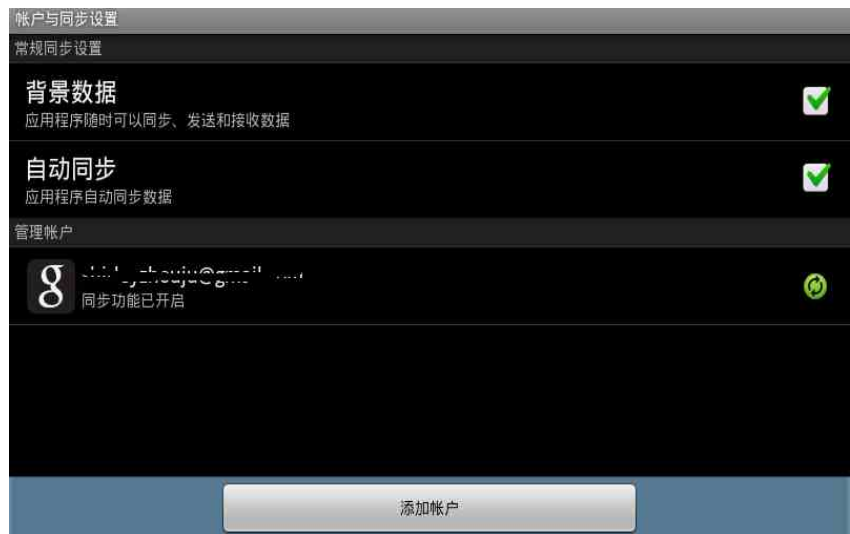 帐户与同步设置
常规同步设置
背景数据
应用程序随时可以同步、发送和接收数据
自动同步
应用程序自动同步数据
管理帐户
同步功能已开启
添加帐户